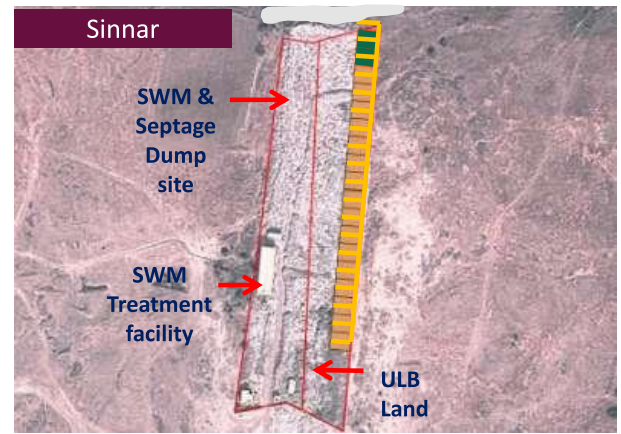 Sinnar
SWM &
Septage
Dump
site
SWM
Treatment
facility
ULB
Land